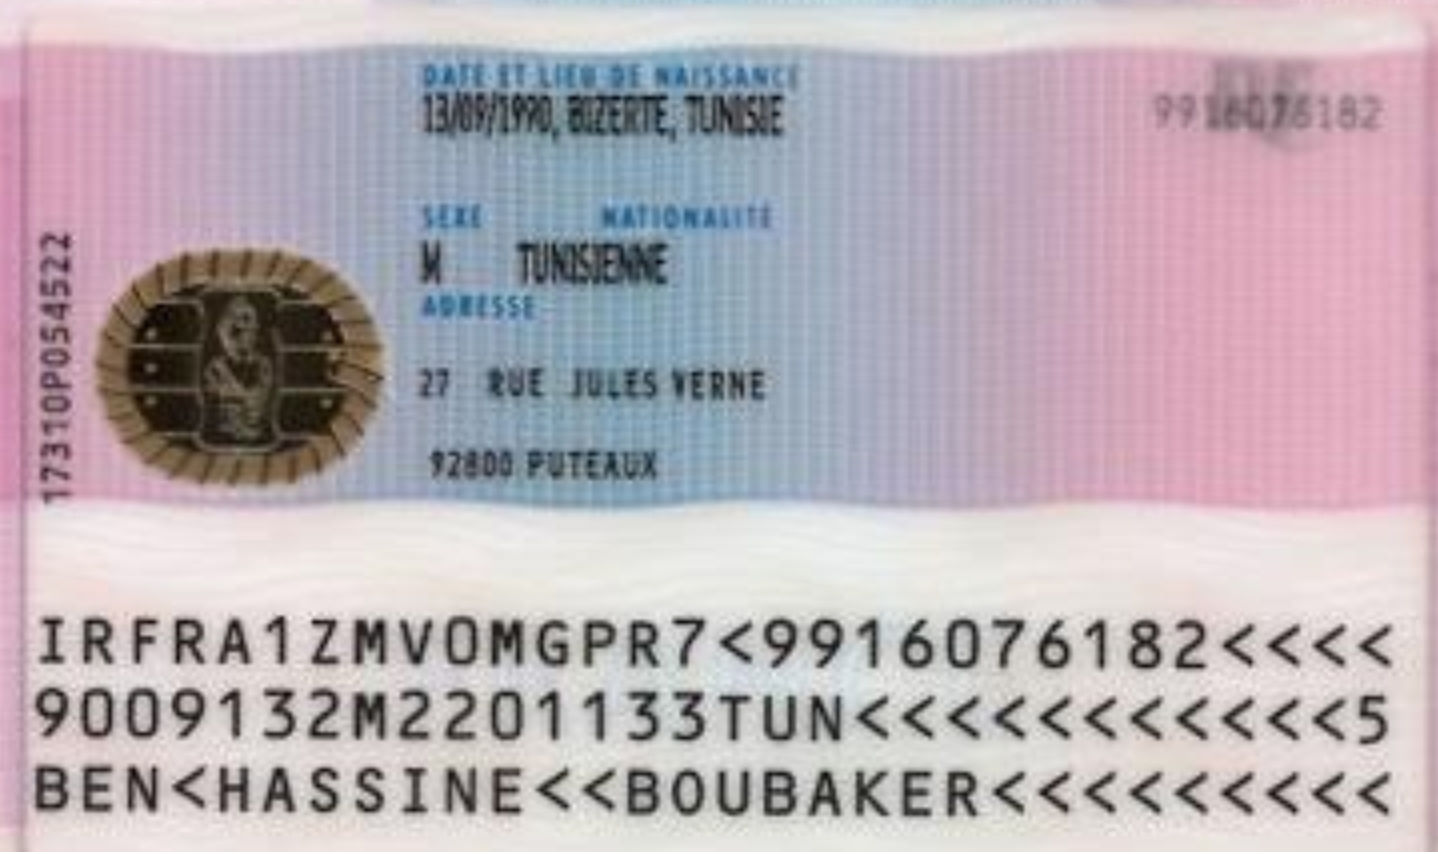 DATE ET LIEU DE NAISSANCE
13/09/1990, BIZERTE, TUNISIE
9916076182
SEXE NATIONALITE
M TUNISIENNE
ADRESSE
27 RUE JULES VERNE
92800 PUTEAUX
17310P054522
IRFRA1ZMVOMGPR7<9916076182<<<<
9009132M2201133TUN<<<<<<<<<<<5
BEN<HASSINE<<BOUBAKER<<<<<<<<<